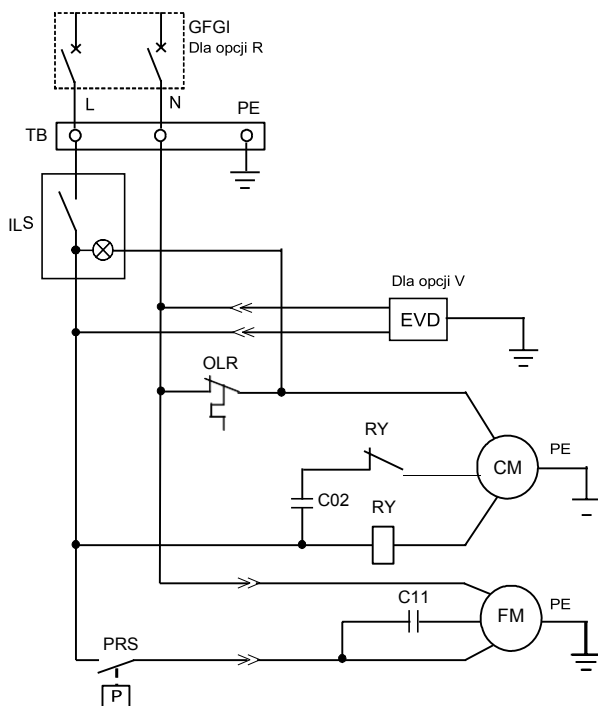 GFGI
Dla opcji R
L
N
PE
TB
ILS
Dla opcji V
EVD
OLR
RY
PE
CM
C02
RY
C11
PE
FM
PRS
P